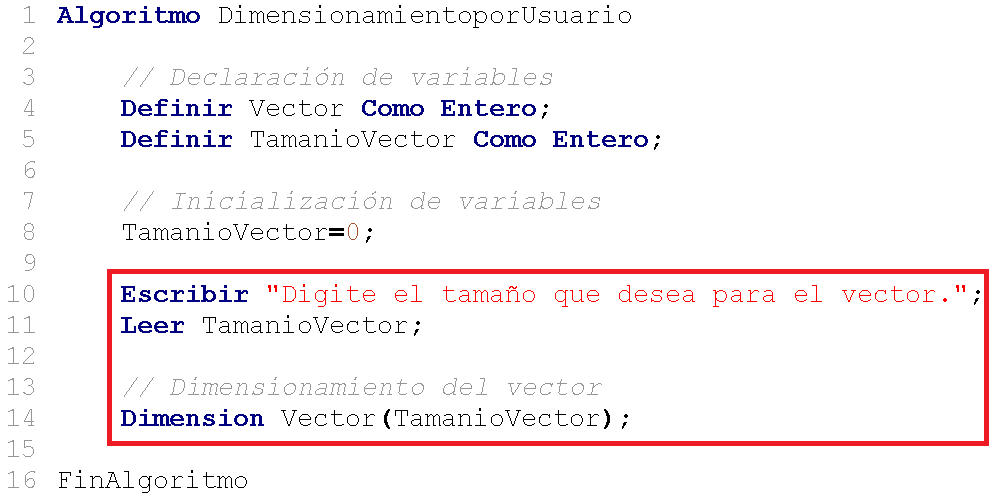 1 Algoritmo DimensionamientoporUsuario
2
3 // Declaración de variables
4 Definir Vector Como Entero;
5 Definir TamanioVector Como Entero;
6
7 // Inicialización de variables
8 TamanioVector=0;
9
10 Escribir "Digite el tamaño que desea para el vector.";
11 Leer TamanioVector;
12
13 // Dimensionamiento del vector
14 Dimension Vector(TamanioVector);
15
16 FinAlgoritmo